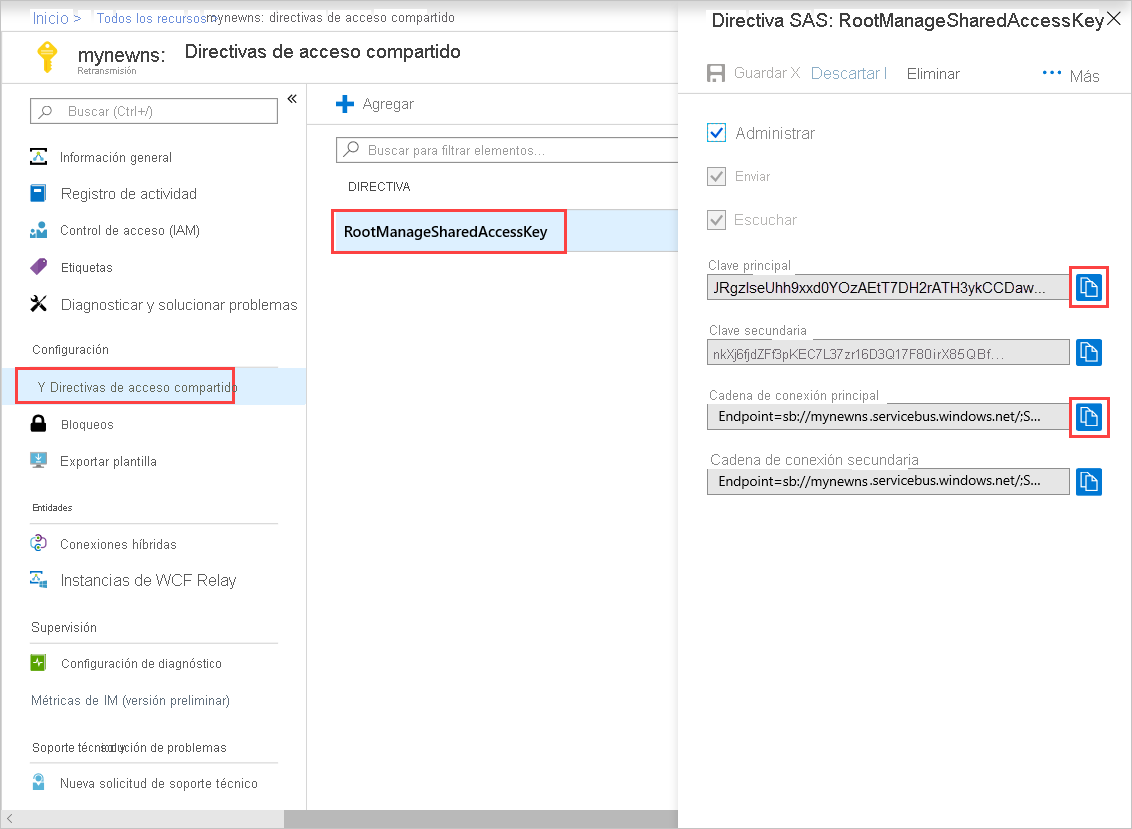 Inicio > Todos los recursos > mynewns: directivas de acceso compartido
mynewns: Directivas de acceso compartido
Retransmisión
Buscar (Ctrl+/)
«
Información general
Registro de actividad
Control de acceso (IAM)
Etiquetas
Diagnosticar y solucionar problemas
Configuración
Y Directivas de acceso compartido
Bloqueos
Exportar plantilla
Entidades
Conexiones híbridas
Instancias de WCF Relay
Supervisión
Configuración de diagnóstico
Métricas de IM (versión preliminar)
Soporte técnico y solución de problemas
Nueva solicitud de soporte técnico
Agregar
Buscar para filtrar elementos...
DIRECTIVA
RootManageSharedAccessKey
Directiva SAS: RootManageSharedAccessKey
Guardar X Descartar l Eliminar ... Más
Administrar
Enviar
Escuchar
Clave principal
JRgzlseUhh9xxd0YOzAEtT7DH2rATH3ykCCDaw...
Clave secundaria
nkXj6fjdZFf3pKEC7L37zr16D3Q17F80irX85QBf...
Cadena de conexión principal
Endpoint=sb://mynewns.servicebus.windows.net/;S...
Cadena de conexión secundaria
Endpoint=sb://mynewns.servicebus.windows.net/;S...